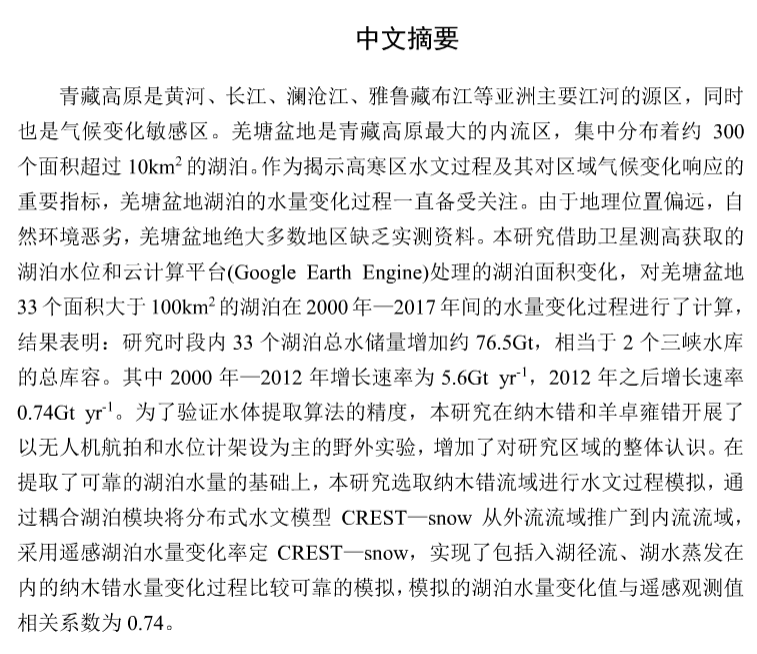 中文摘要
青藏高原是黄河、长江、澜沧江、雅鲁藏布江等亚洲主要江河的源区，同时
也是气候变化敏感区。羌塘盆地是青藏高原最大的内流区，集中分布着约 300
个面积超过 10km² 的湖泊。作为揭示高寒区水文过程及其对区域气候变化响应的
重要指标，羌塘盆地湖泊的水量变化过程一直备受关注。由于地理位置偏远，自
然环境恶劣，羌塘盆地绝大多数地区缺乏实测资料。本研究借助卫星测高获取的
湖泊水位和云计算平台(Google Earth Engine)处理的湖泊面积变化，对羌塘盆地
33 个面积大于 100km² 的湖泊在 2000 年—2017 年间的水量变化过程进行了计算，
结果表明：研究时段内 33 个湖泊总水储量增加约 76.5Gt，相当于 2 个三峡水库
的总库容。其中 2000 年—2012 年增长速率为 5.6Gt yr⁻¹，2012 年之后增长速率
0.74Gt yr⁻¹。为了验证水体提取算法的精度，本研究在纳木错和羊卓雍错开展了
以无人机航拍和水位计架设为主的野外实验，增加了对研究区域的整体认识。在
提取了可靠的湖泊水量的基础上，本研究选取纳木错流域进行水文过程模拟，通
过耦合湖泊模块将分布式水文模型 CREST—snow 从外流流域推广到内流流域，
采用遥感湖泊水量变化率定 CREST—snow，实现了包括入湖径流、湖水蒸发在
内的纳木错水量变化过程比较可靠的模拟，模拟的湖泊水量变化值与遥感观测值
相关系数为 0.74。